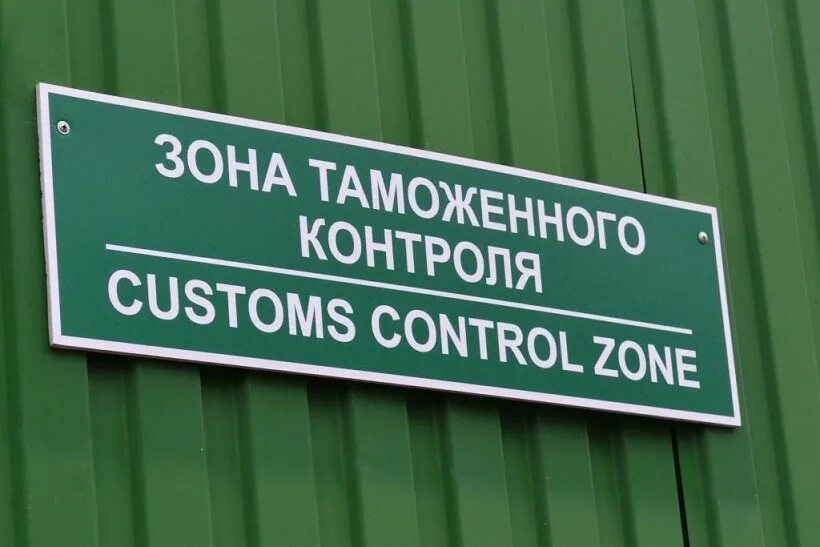 ЗОНА ТАМОЖЕННОГО
КОНТРОЛЯ
CUSTOMS CONTROL ZONE